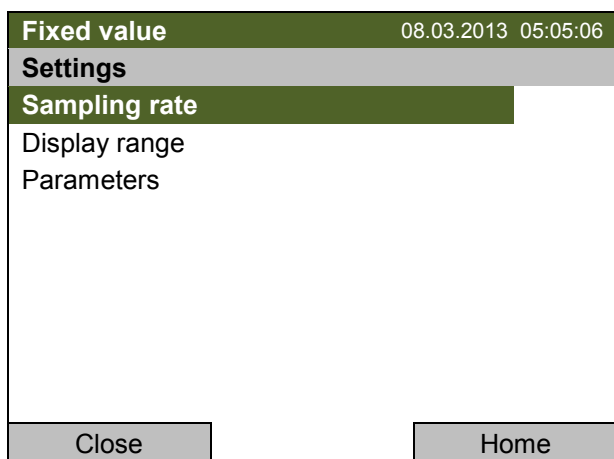 Fixed value 08.03.2013 05:05:06
Settings
Sampling rate
Display range
Parameters
Close Home